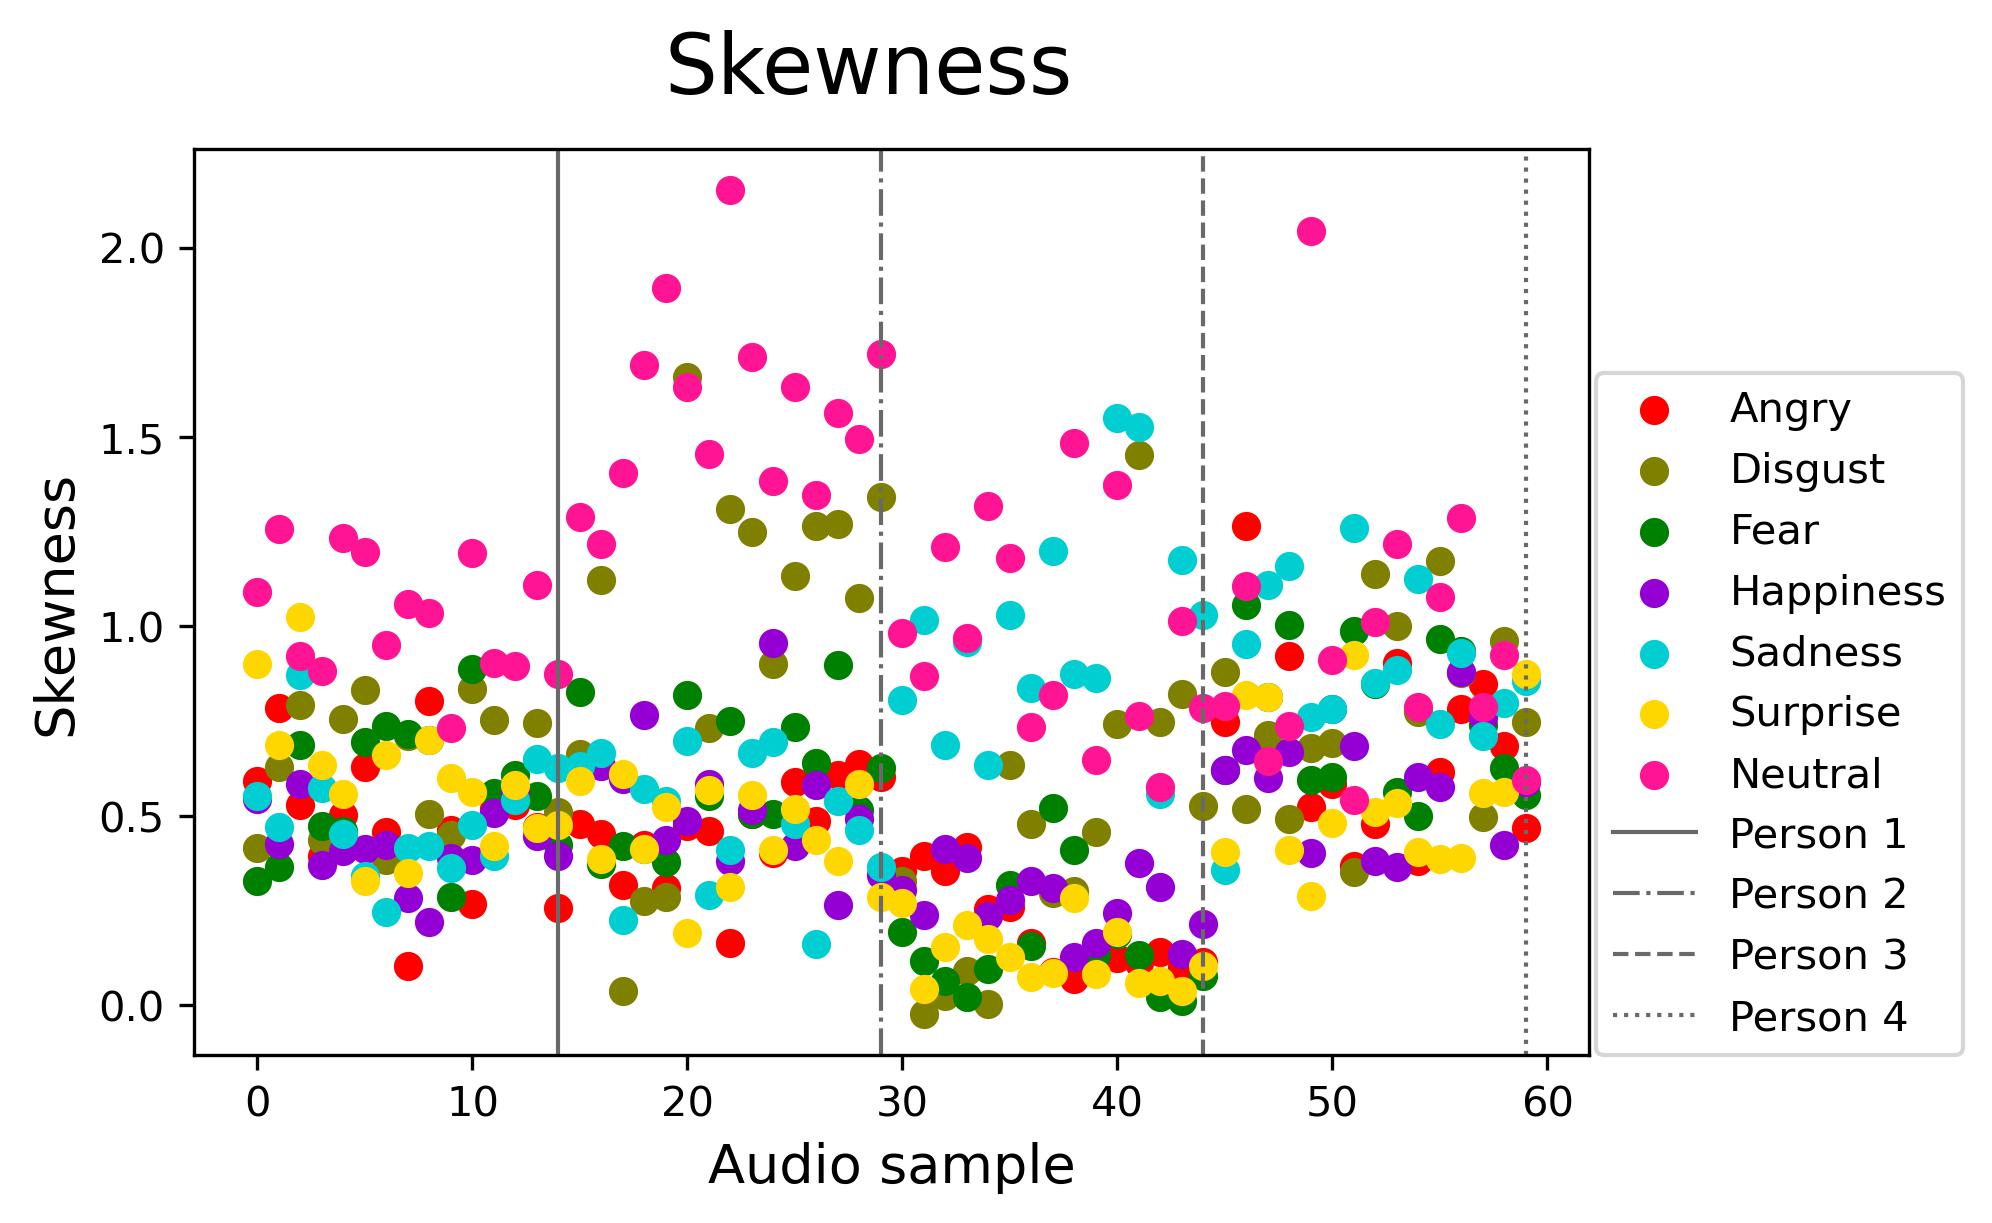 Skewness
Skewness
2.0
1.5
1.0
0.5
0.0
0 10 20 30 40 50 60
Audio sample
Angry
Disgust
Fear
Happiness
Sadness
Surprise
Neutral
Person 1
Person 2
Person 3
Person 4